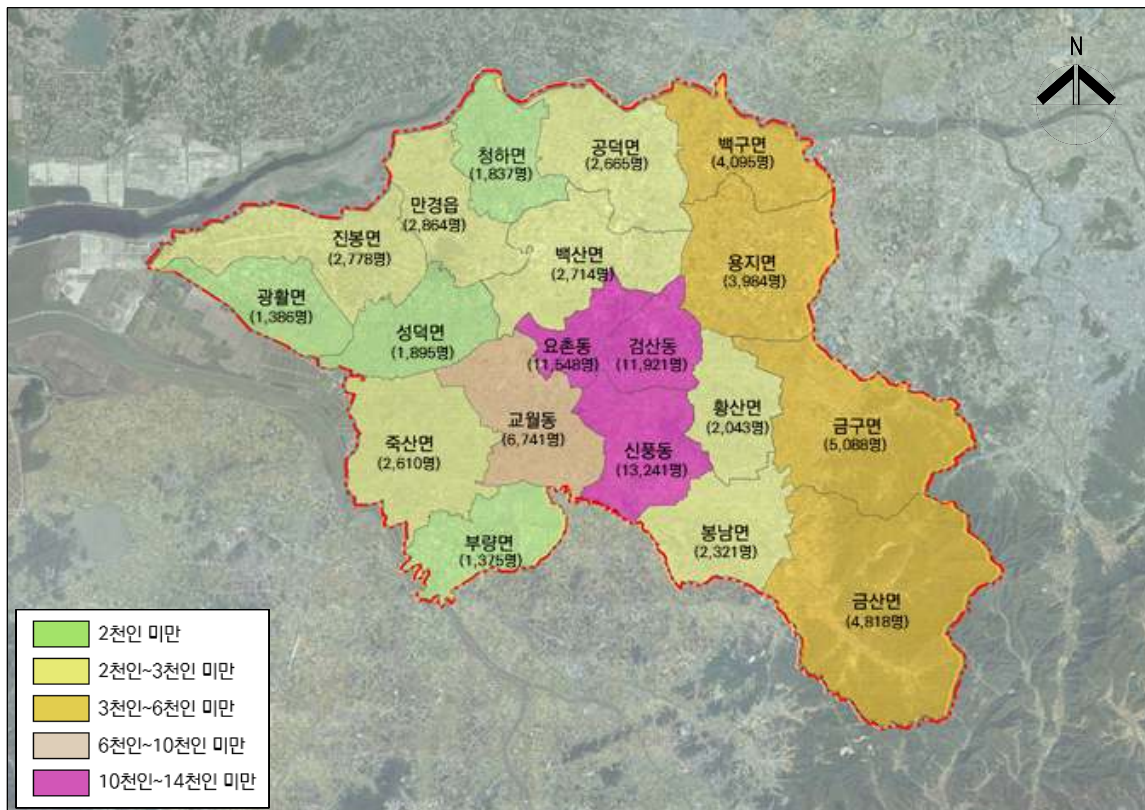 N
백구면
(4,095명)
공덕면
(2,665명)
청하면
(1,837명)
만경읍
(2,864명)
진봉면
(2,778명)
백산면
(2,714명)
용지면
(3,984명)
광활면
(1,386명)
성덕면
(1,895명)
요촌동
(11,548명)
검산동
(11,921명)
황산면
(2,043명)
금구면
(5,088명)
교월동
(6,741명)
죽산면
(2,610명)
신풍동
(13,241명)
봉남면
(2,321명)
부량면
(1,375명)
금산면
(4,818명)
2천인 미만
2천인~3천인 미만
3천인~6천인 미만
6천인~10천인 미만
10천인~14천인 미만